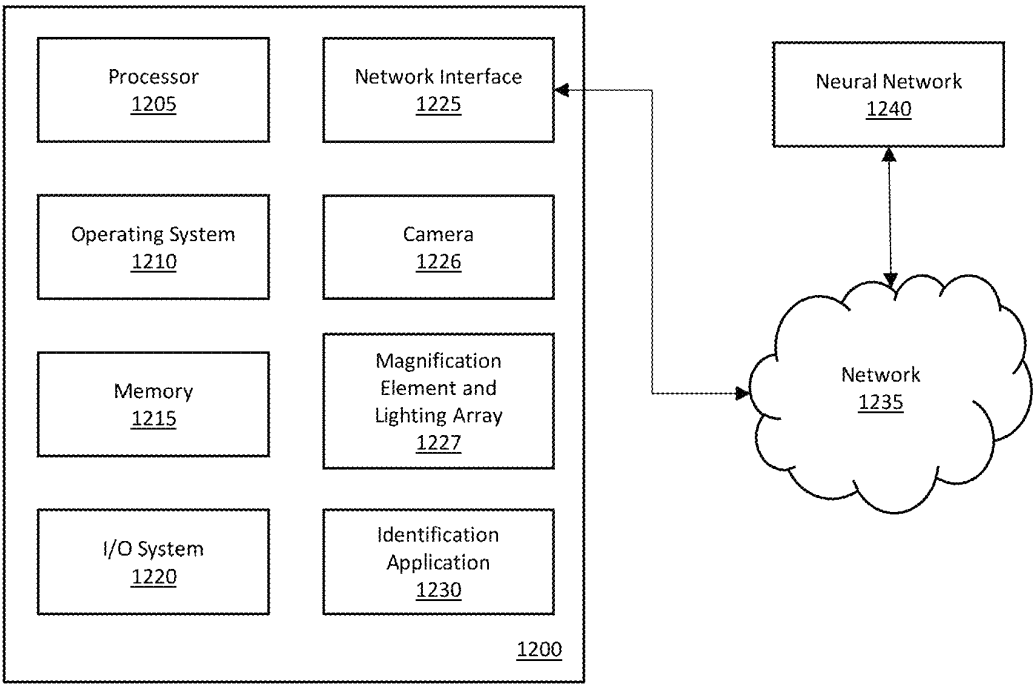 Processor
1205
Network Interface
1225
Operating System
1210
Camera
1226
Memory
1215
Magnification
Element and
Lighting Array
1227
I/O System
1220
Identification
Application
1230
1200
Neural Network
1240
Network
1235